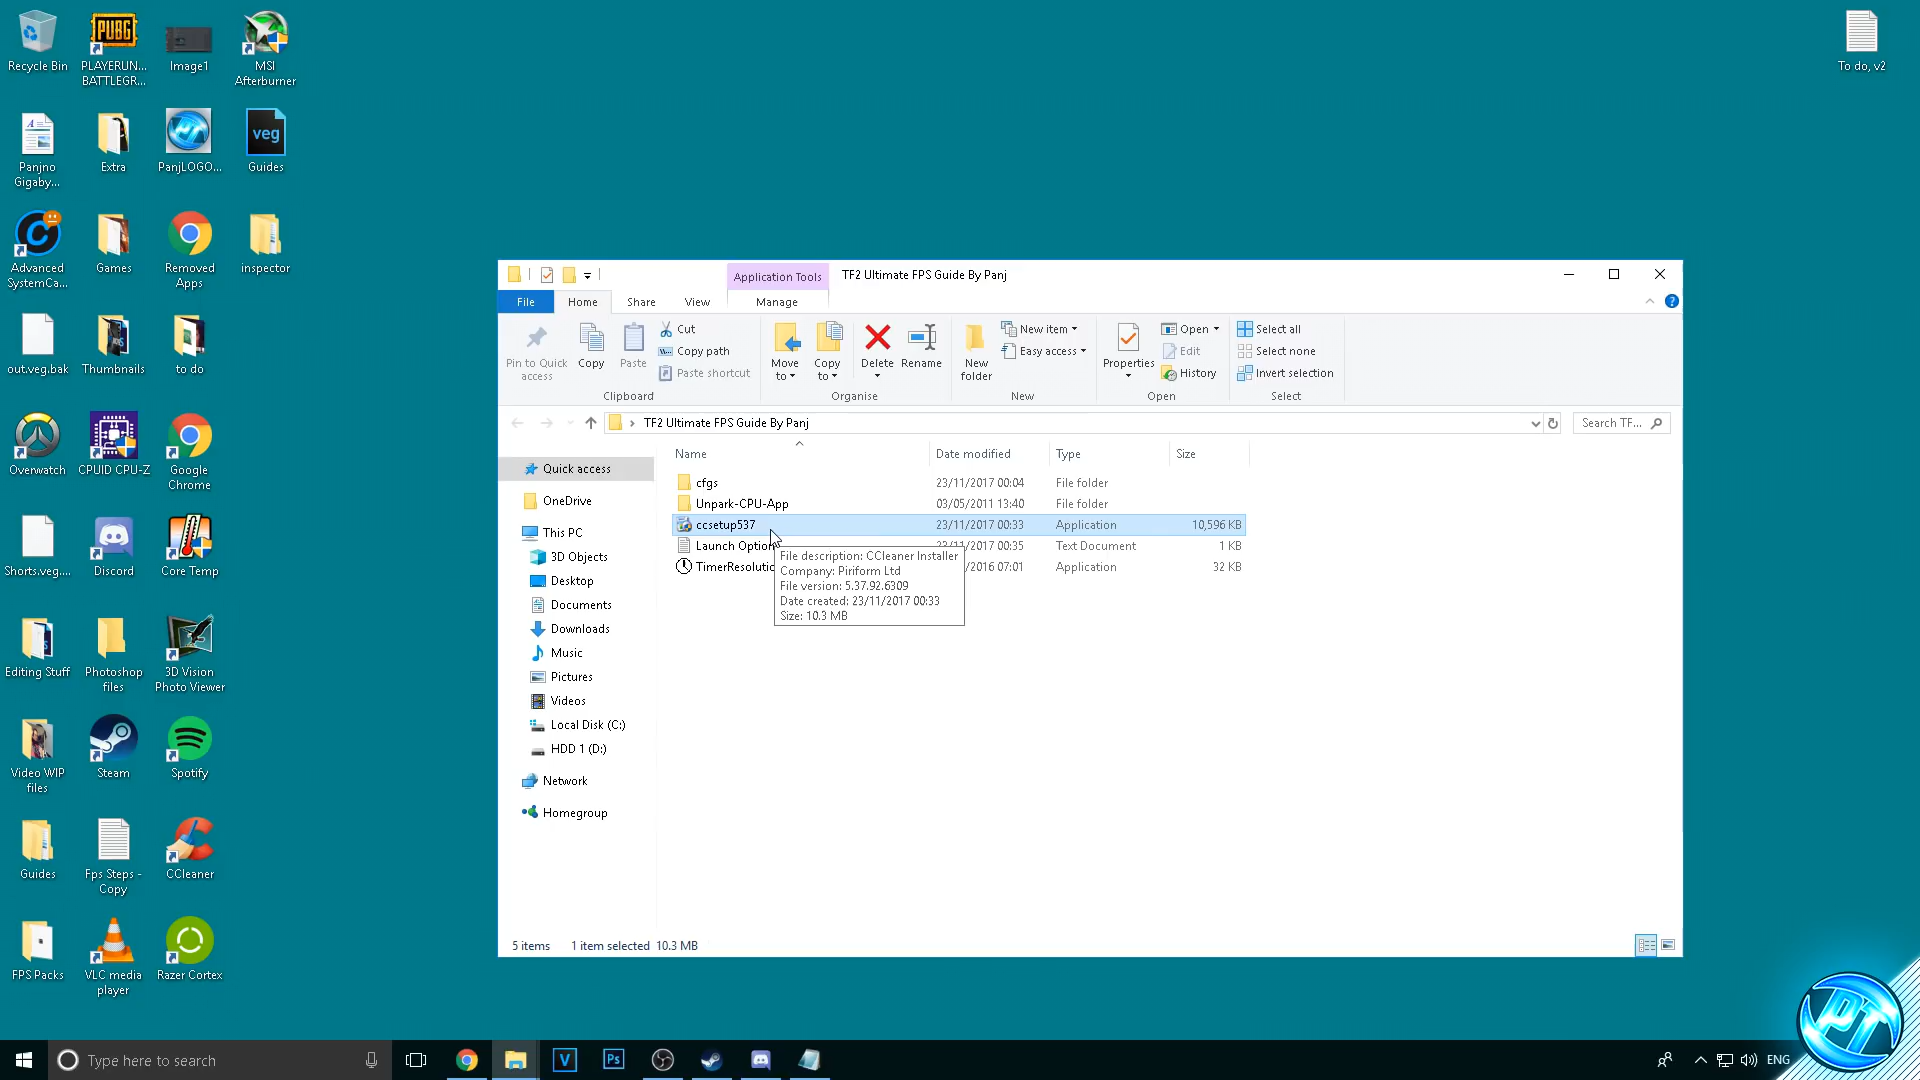 Recycle Bin
PLAYERUN...
BATTLEGR...
Image1
MSI
Afterburner
To do, v2
Panjno
Gigaby...
Extra
PanjLOGO...
Guides
Advanced
SystemCa...
Games
Removed
Apps
inspector
out.veg.bak
Thumbnails
to do
Overwatch
CPUID CPU-Z
Google
Chrome
Shorts.veg....
Discord
Core Temp
Editing Stuff
Photoshop
files
3D Vision
Photo Viewer
Video WIP
files
Steam
Spotify
Guides
Fps Steps -
Copy
CCleaner
FPS Packs
VLC media
player
Razer Cortex
PUBG
veg
Application Tools
TF2 Ultimate FPS Guide By Panj
File
Home
Share
View
Manage
Pin to Quick
access
Copy
Paste
Cut
Copy path
Paste shortcut
Clipboard
Move
to
Copy
to
Delete
Rename
Organise
New
folder
New item
Easy access
New
Properties
Open
Edit
History
Open
Select all
Select none
Invert selection
Select
TF2 Ultimate FPS Guide By Panj
Search TF...
Quick access
OneDrive
This PC
3D Objects
Desktop
Documents
Downloads
Music
Pictures
Videos
Local Disk (C:)
HDD 1 (D:)
Network
Homegroup
Name Date modified Type Size
cfgs 23/11/2017 00:04 File folder
Unpark-CPU-App 03/05/2011 13:40 File folder
ccsetup537 23/11/2017 00:33 Application 10,596 KB
Launch Option /11/2017 00:35 Text Document 1 KB
TimerResolutio /2016 07:01 Application 32 KB
File description: CCleaner Installer
Company: Piriform Ltd
File version: 5.37.92.6309
Date created: 23/11/2017 00:33
Size: 10.3 MB
5 items 1 item selected 10.3 MB
Type here to search
V
Ps
ENG
PT